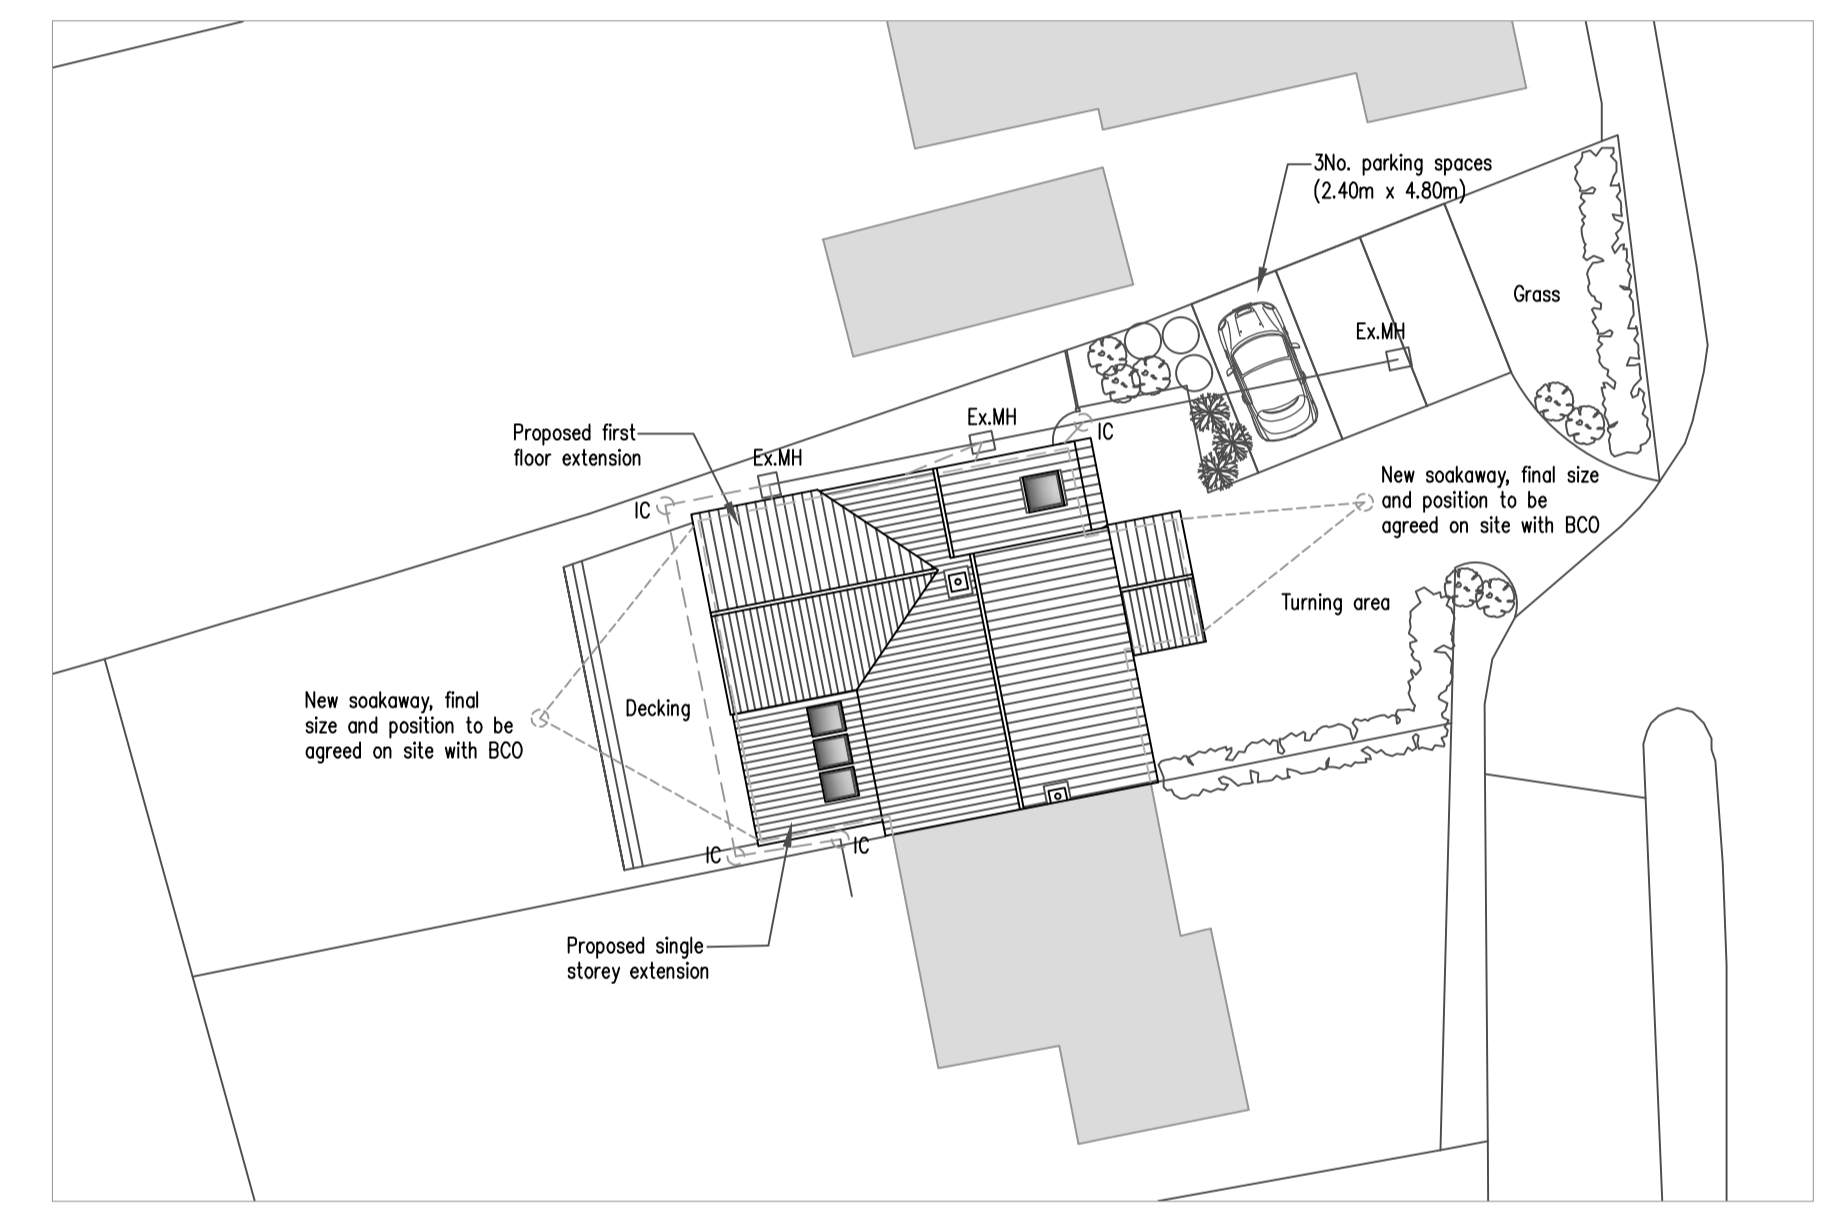 3No. parking spaces
(2.40m x 4.80m)
Grass
Ex.MH
Ex.MH
IC
Proposed first
floor extension
Ex.MH
IC
New soakaway, final size
and position to be
agreed on site with BCO
Turning area
New soakaway, final
size and position to be
agreed on site with BCO
Decking
IC
IC
Proposed single
storey extension